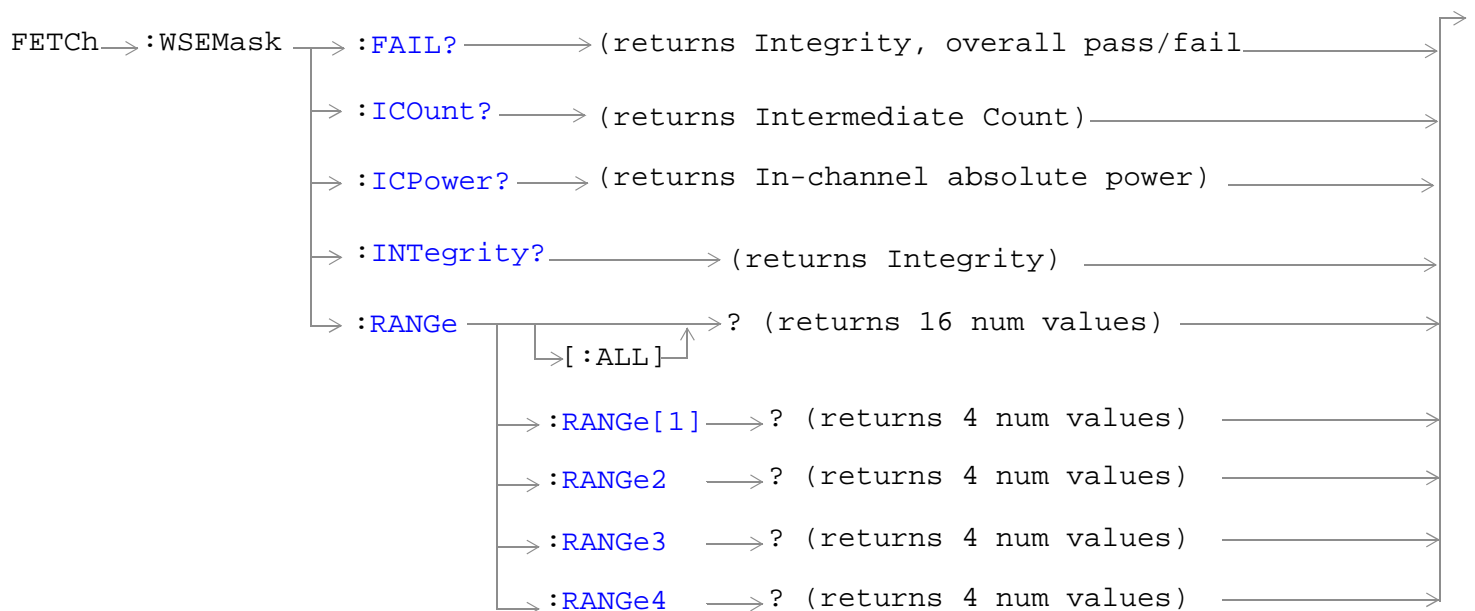 FETCh :WSEMask :FAIL? (returns Integrity, overall pass/fail
:ICOunt? (returns Intermediate Count)
:ICPower? (returns In-channel absolute power)
:INTegrity? (returns Integrity)
:RANGe ? (returns 16 num values)
[:ALL]
:RANGe[1] ? (returns 4 num values)
:RANGe2 ? (returns 4 num values)
:RANGe3 ? (returns 4 num values)
:RANGe4 ? (returns 4 num values)